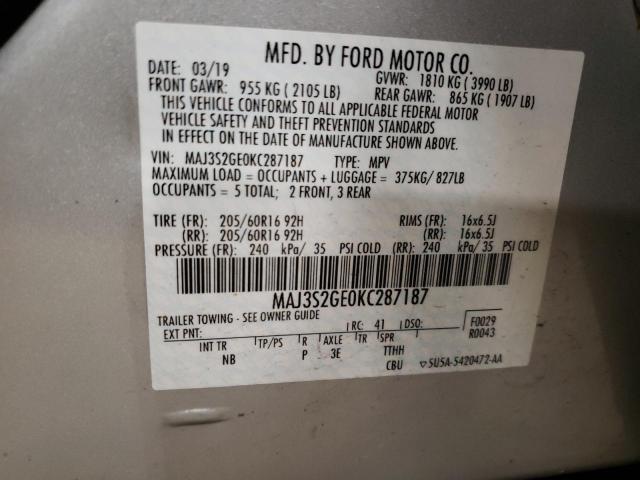 MFD. BY FORD MOTOR CO.
DATE: 03/19 GVWR: 1810 KG (3990 LB)
FRONT GAWR: 955 KG (2105 LB) REAR GAWR: 865 KG (1907 LB)
THIS VEHICLE CONFORMS TO ALL APPLICABLE FEDERAL MOTOR
VEHICLE SAFETY AND THEFT PREVENTION STANDARDS
IN EFFECT ON THE DATE OF MANUFACTURE SHOWN ABOVE.
VIN: MAJ3S2GE0KC287187 TYPE: MPV
MAXIMUM LOAD = OCCUPANTS + LUGGAGE = 375KG/ 827LB
OCCUPANTS = 5 TOTAL; 2 FRONT, 3 REAR
TIRE (FR): 205/60R16 92H RIMS (FR): 16x6.5J
(RR): 205/60R16 92H (RR): 16x6.5J
PRESSURE (FR): 240 kPa/ 35 PSI COLD (RR): 240 kPa/ 35 PSI COLD
MAJ3S2GE0KC287187
TRAILER TOWING - SEE OWNER GUIDE
EXT PNT: RC: 41 DSO: F0029
R0043
INT TR TP/PS R AXLE TR SPR
NB P 3E TTHH
CBU 5U5A-5420472-AA